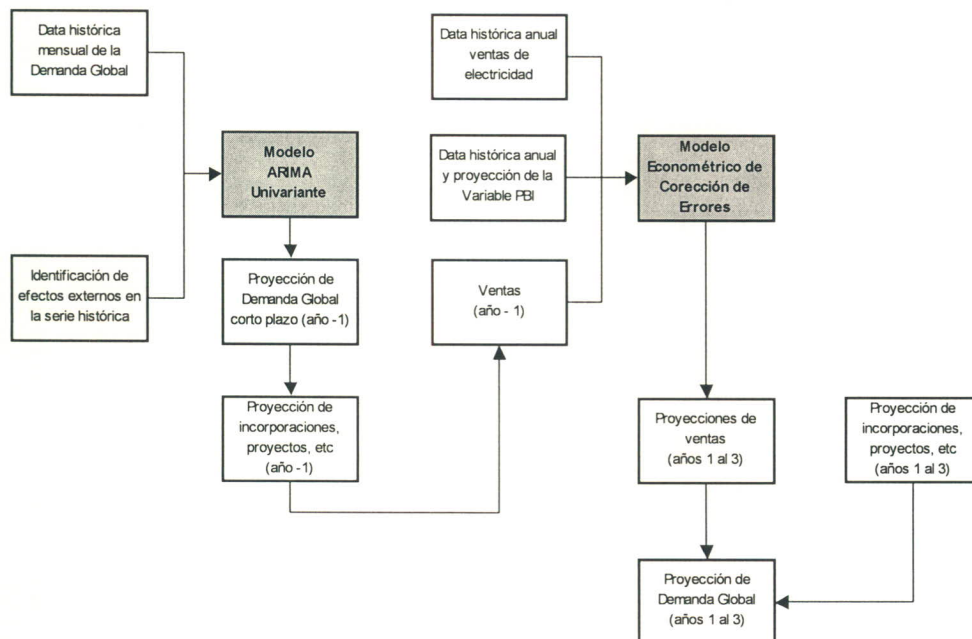 Data histórica
mensual de la
Demanda Global
Identificación de
efectos externos en
la serie histórica
Modelo
ARIMA
Univariante
Proyección de
Demanda Global
corto plazo (año -1)
Proyección de
incorporaciones,
proyectos, etc
(año -1)
Data histórica anual
ventas de
electricidad
Data histórica anual
y proyección de la
Variable PBI
Ventas
(año - 1)
Modelo
Econométrico de
Corección de
Errores
Proyecciones de
ventas
(años 1 al 3)
Proyección de
incorporaciones,
proyectos, etc
(años 1 al 3)
Proyección de
Demanda Global
(años 1 al 3)